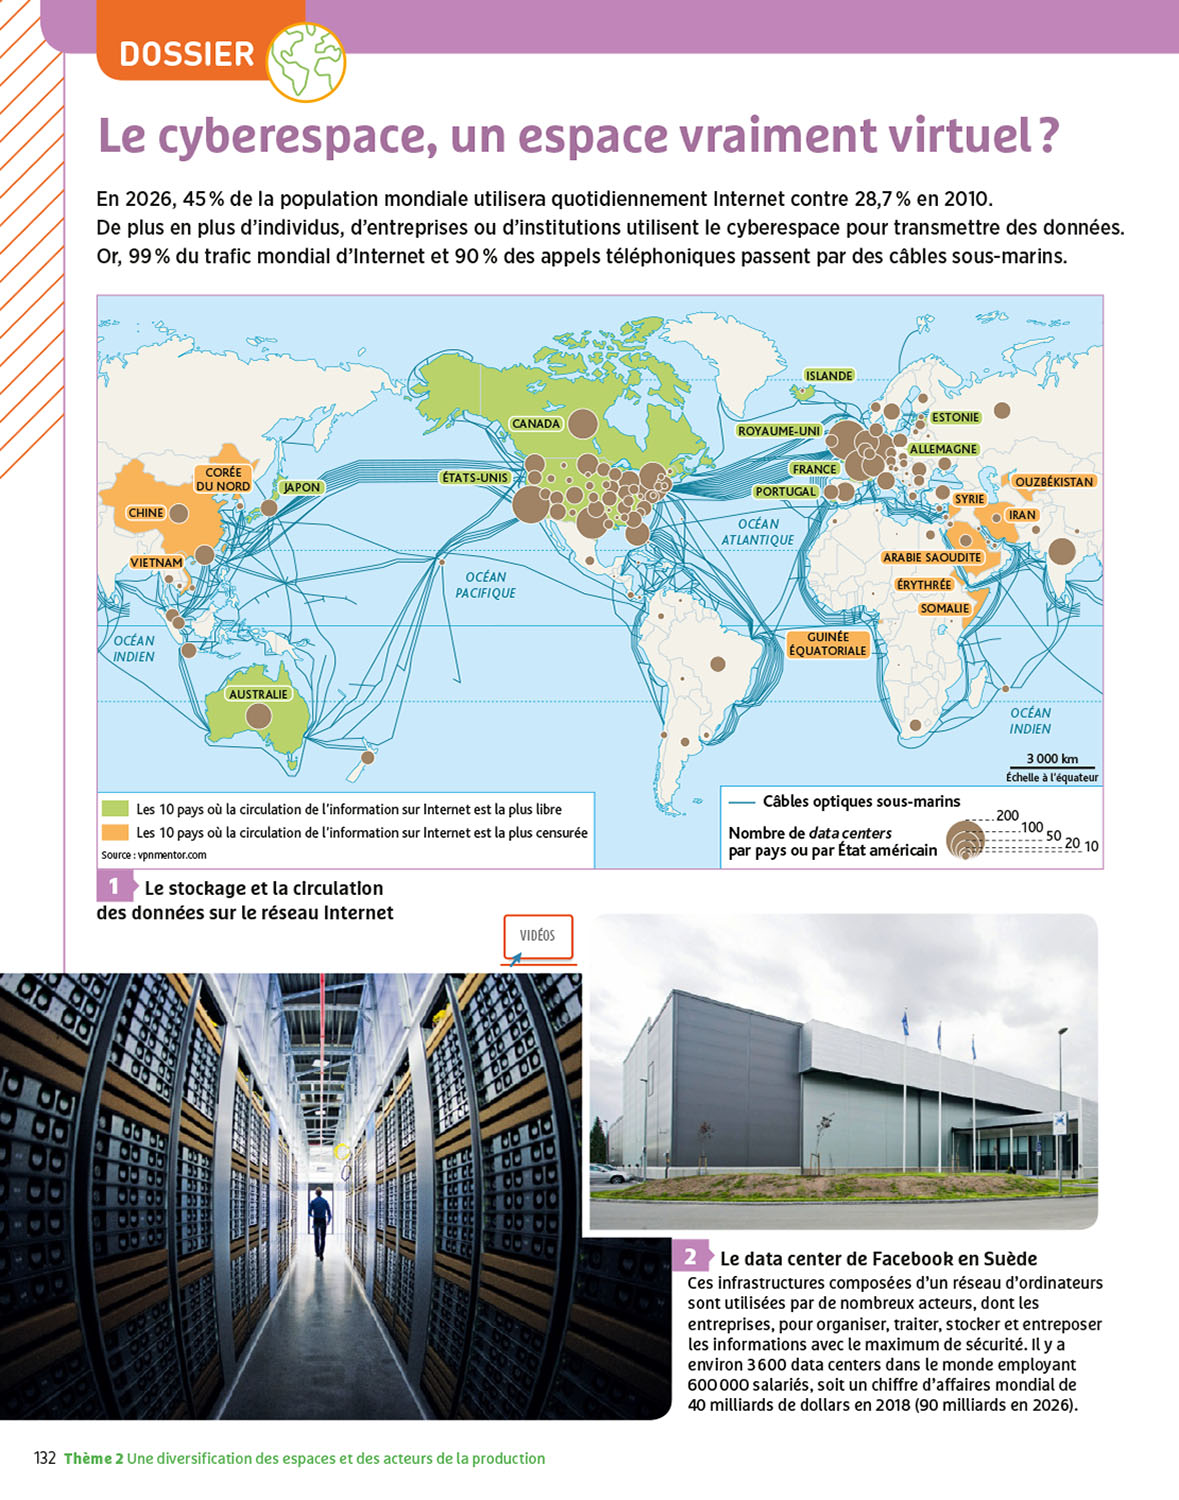 DOSSIER
Le cyberespace, un espace vraiment virtuel ?
En 2026, 45 % de la population mondiale utilisera quotidiennement Internet contre 28,7 % en 2010.
De plus en plus d'individus, d'entreprises ou d'institutions utilisent le cyberespace pour transmettre des données.
Or, 99 % du trafic mondial d'Internet et 90 % des appels téléphoniques passent par des câbles sous-marins.
ISLANDE
CANADA
ROYAUME-UNI
ESTONIE
ALLEMAGNE
CORÉE
DU NORD
JAPON
ÉTATS-UNIS
FRANCE
PORTUGAL
OUZBÉKISTAN
SYRIE
CHINE
IRAN
OCÉAN
ATLANTIQUE
VIETNAM
ARABIE SAOUDITE
OCÉAN
PACIFIQUE
ÉRYTHRÉE
SOMALIE
OCÉAN
INDIEN
GUINÉE
ÉQUATORIALE
AUSTRALIE
OCÉAN
INDIEN
3 000 km
Échelle à l'équateur
Les 10 pays où la circulation de l'information sur Internet est la plus libre
Les 10 pays où la circulation de l'information sur Internet est la plus censurée
Source : vpnmentor.com
Câbles optiques sous-marins
Nombre de data centers
par pays ou par État américain
200
100
50
20
10
1 Le stockage et la circulation
des données sur le réseau Internet
VIDÉOS
2 Le data center de Facebook en Suède
Ces infrastructures composées d'un réseau d'ordinateurs
sont utilisées par de nombreux acteurs, dont les
entreprises, pour organiser, traiter, stocker et entreposer
les informations avec le maximum de sécurité. Il y a
environ 3 600 data centers dans le monde employant
600 000 salariés, soit un chiffre d'affaires mondial de
40 milliards de dollars en 2018 (90 milliards en 2026).
132 Thème 2 Une diversification des espaces et des acteurs de la production